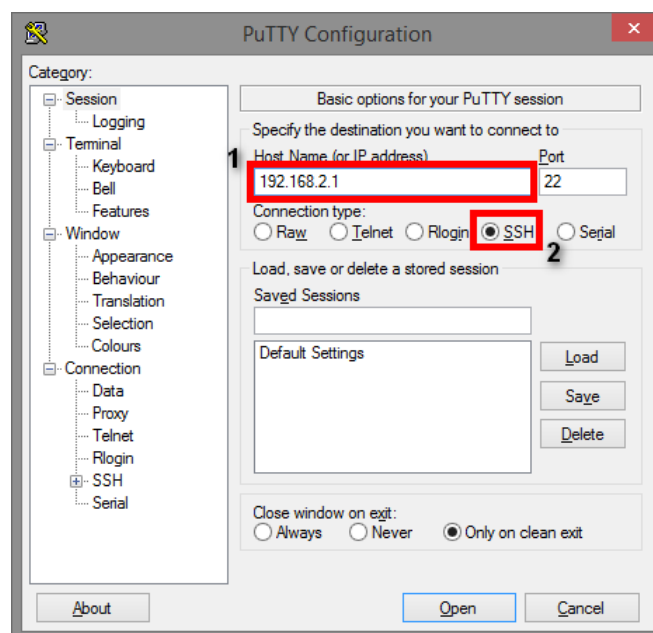 PuTTY Configuration
Category:
Session
Logging
Terminal
Keyboard
Bell
Features
Window
Appearance
Behaviour
Translation
Selection
Colours
Connection
Data
Proxy
Telnet
Rlogin
SSH
Serial
Basic options for your PuTTY session
Specify the destination you want to connect to
1 Host Name (or IP address) Port
192.168.2.1 22
Connection type:
Raw Telnet Rlogin SSH Serial
2
Load, save or delete a stored session
Saved Sessions
Default Settings
Load
Save
Delete
Close window on exit:
Always Never Only on clean exit
About Open Cancel